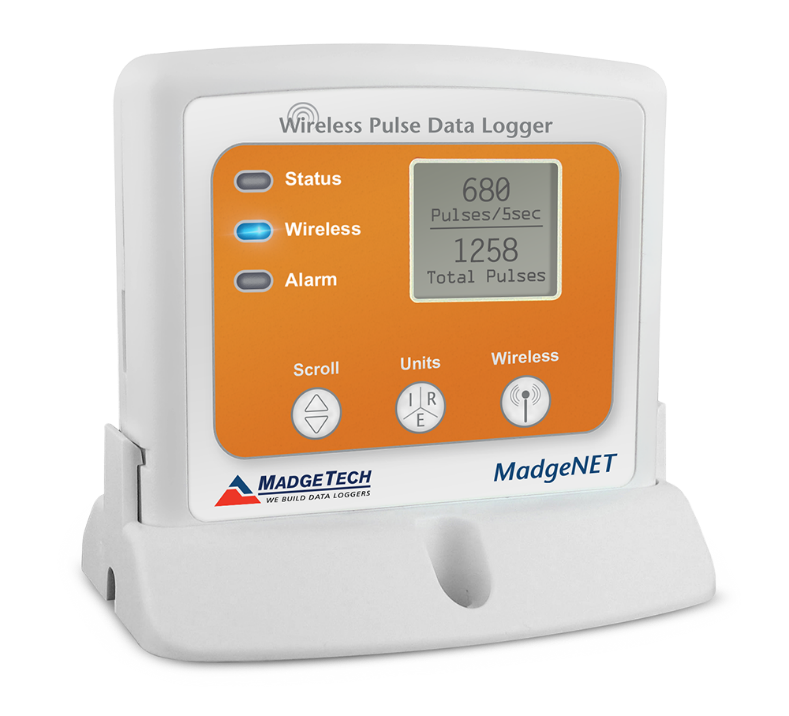 Wireless Pulse Data Logger
Status
Wireless
Alarm
680
Pulses/5sec
1258
Total Pulses
Scroll
Units
Wireless
I R
E
MADGETECH
WE BUILD DATA LOGGERS
MadgeNET